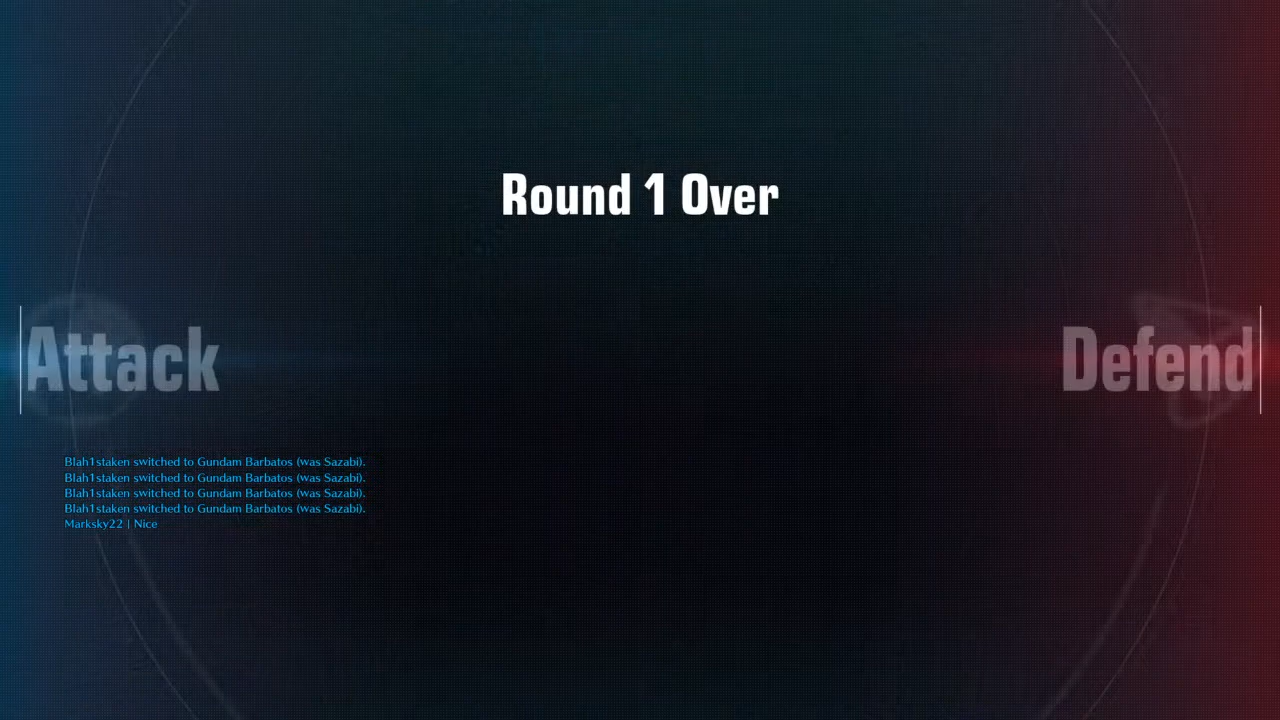 Round 1 Over
Attack
Defend
Blah1staken switched to Gundam Barbatos (was Sazabi).
Blah1staken switched to Gundam Barbatos (was Sazabi).
Blah1staken switched to Gundam Barbatos (was Sazabi).
Blah1staken switched to Gundam Barbatos (was Sazabi).
Marksky22 | Nice